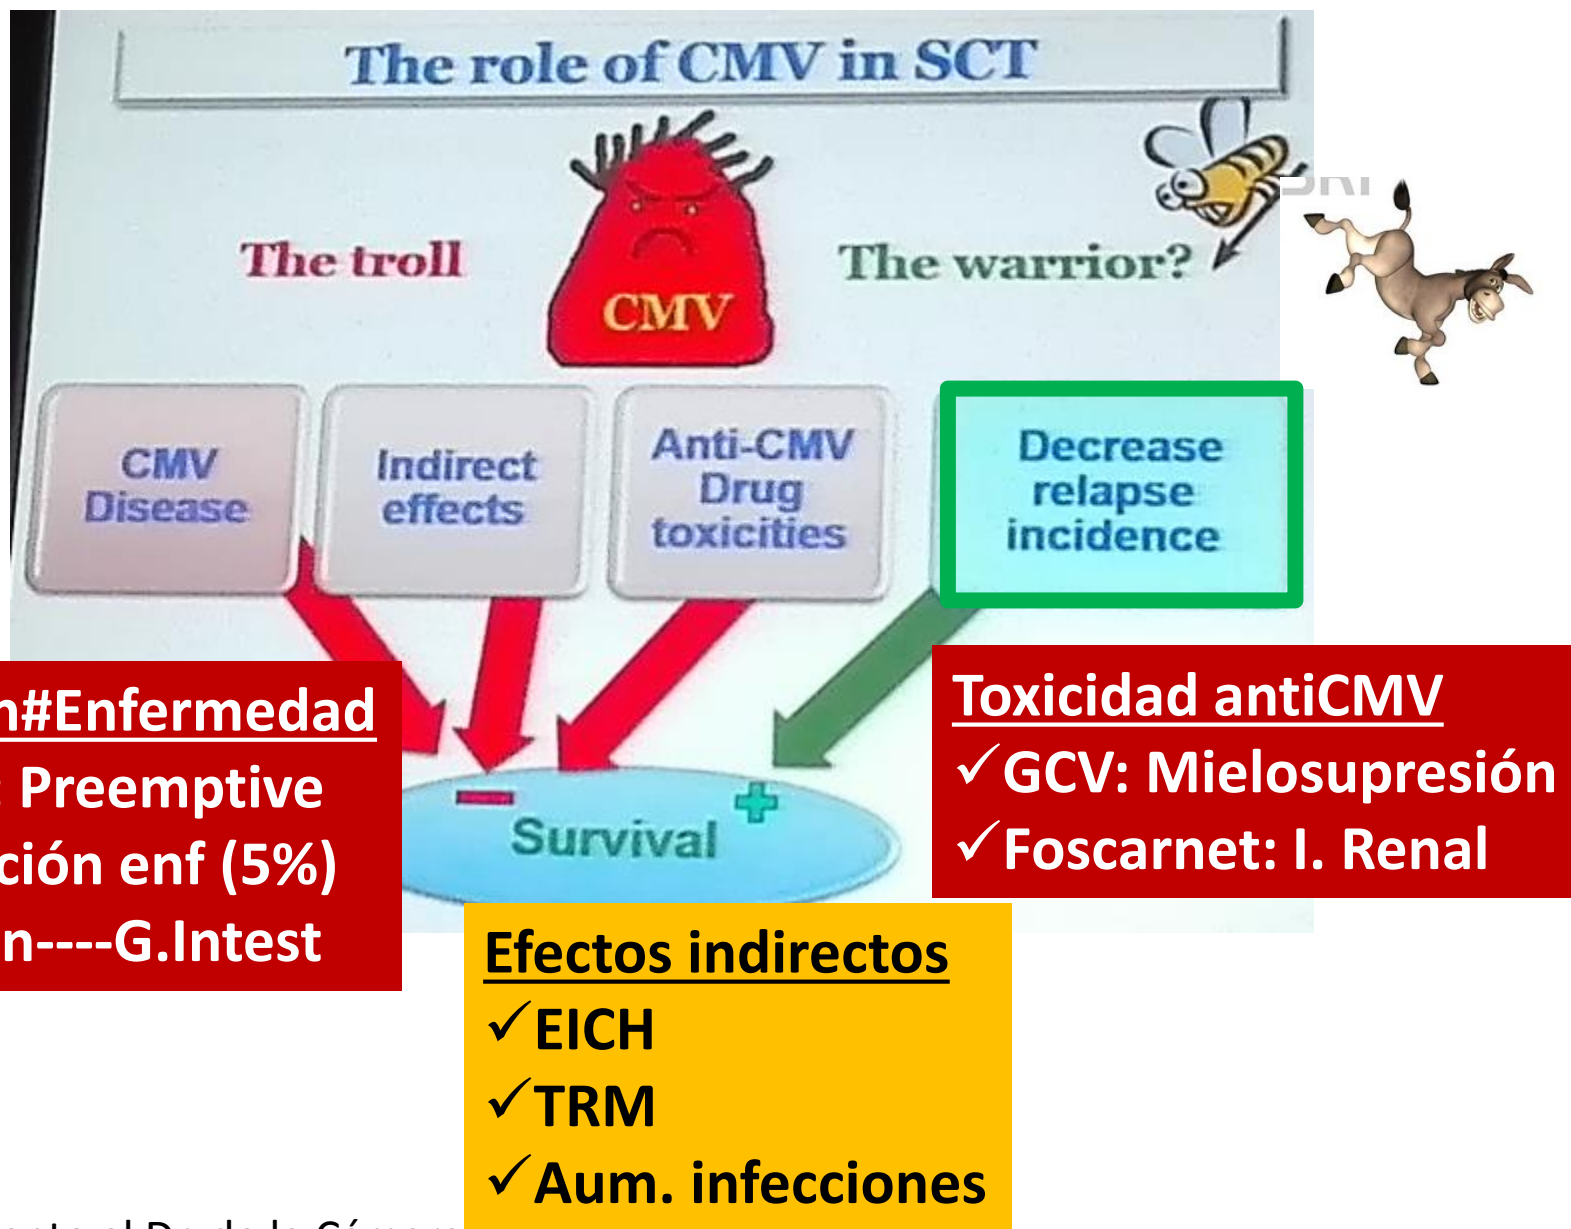 The role of CMV in SCT
The troll
The warrior?
CMV
CMV
Disease
Indirect
effects
Anti-CMV
Drug
toxicities
Decrease
relapse
incidence
Survival
#Enfermedad
: Preemptive
enf (5%)
----G.Intest
Toxicidad antiCMV
✓GCV: Mielosupresión
✓Foscarnet: I. Renal
Efectos indirectos
✓EICH
✓TRM
✓Aum. infecciones